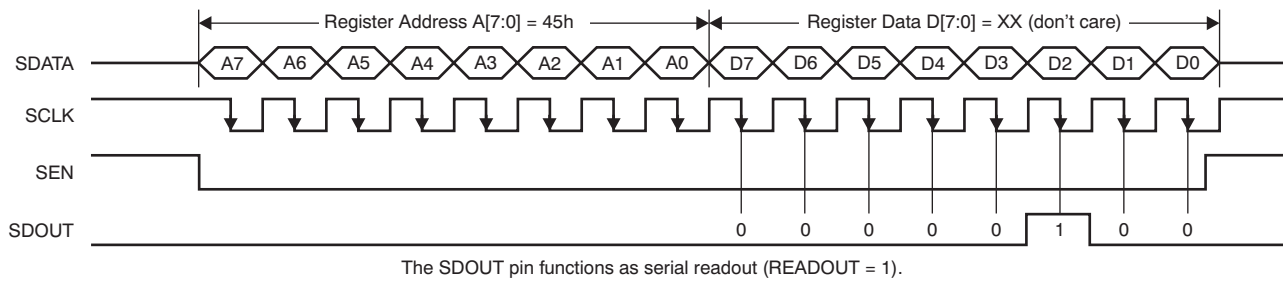 Register Address A[7:0] = 45h Register Data D[7:0] = XX (don't care)
SDATA A7 A6 A5 A4 A3 A2 A1 A0 D7 D6 D5 D4 D3 D2 D1 D0
SCLK
SEN
SDOUT 0 0 0 0 0 1 0 0
The SDOUT pin functions as serial readout (READOUT = 1).